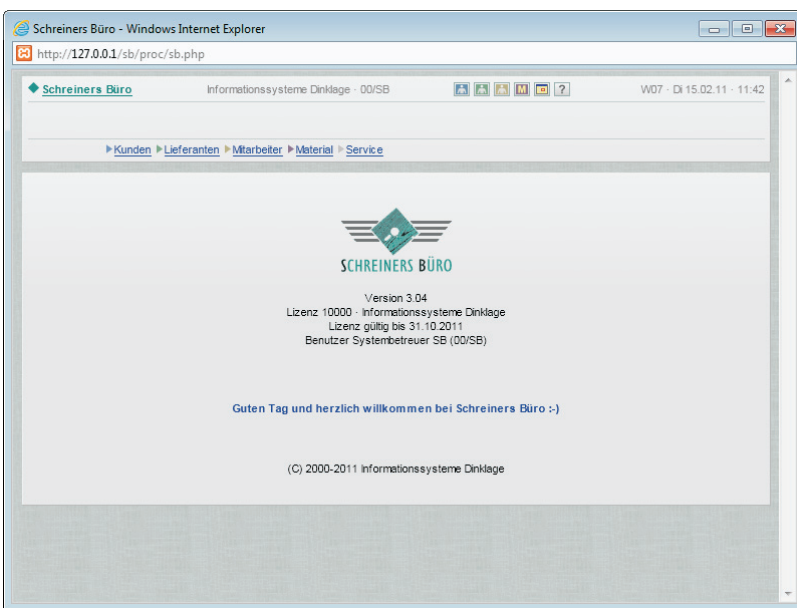 Schreiners Büro - Windows Internet Explorer
http://127.0.0.1/sb/proc/sb.php
Schreiners Büro Informationssysteme Dinklage · 00/SB M ? W07 · Di 15.02.11 · 11:42
Kunden Lieferanten Mitarbeiter Material Service
SCHREINERS BÜRO
Version 3.04
Lizenz 10000 · Informationssysteme Dinklage
Lizenz gültig bis 31.10.2011
Benutzer Systembetreuer SB (00/SB)
Guten Tag und herzlich willkommen bei Schreiners Büro :-)
(C) 2000-2011 Informationssysteme Dinklage